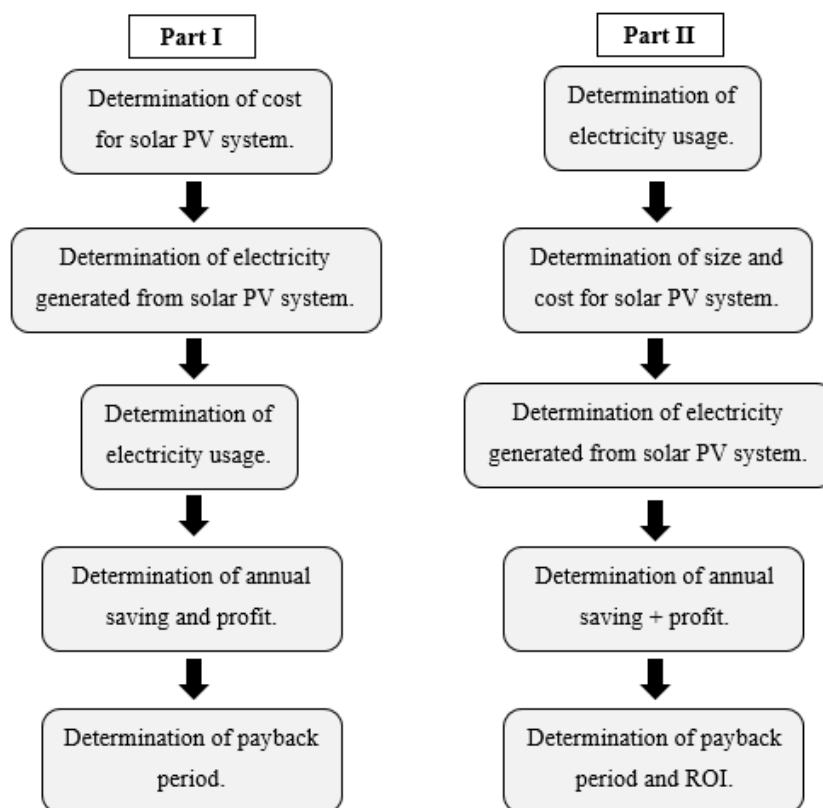 Part I
Determination of cost
for solar PV system.
Determination of electricity
generated from solar PV system.
Determination of
electricity usage.
Determination of annual
saving and profit.
Determination of payback
period.
Part II
Determination of
electricity usage.
Determination of size and
cost for solar PV system.
Determination of electricity
generated from solar PV system.
Determination of annual
saving + profit.
Determination of payback
period and ROI.